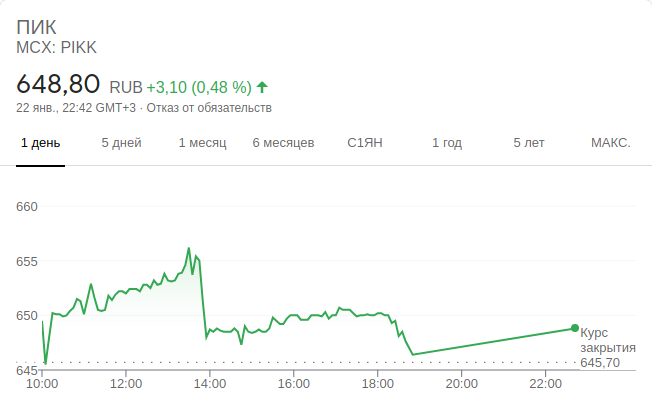 ПИК
MCX: PIKK
648,80 RUB +3,10 (0,48 %)
22 янв., 22:42 GMT+3 · Отказ от обязательств
1 день 5 дней 1 месяц 6 месяцев С1ЯН 1 год 5 лет МАКС.
660
655
650
645
Курс
закрытия
645,70
10:00 12:00 14:00 16:00 18:00 20:00 22:00